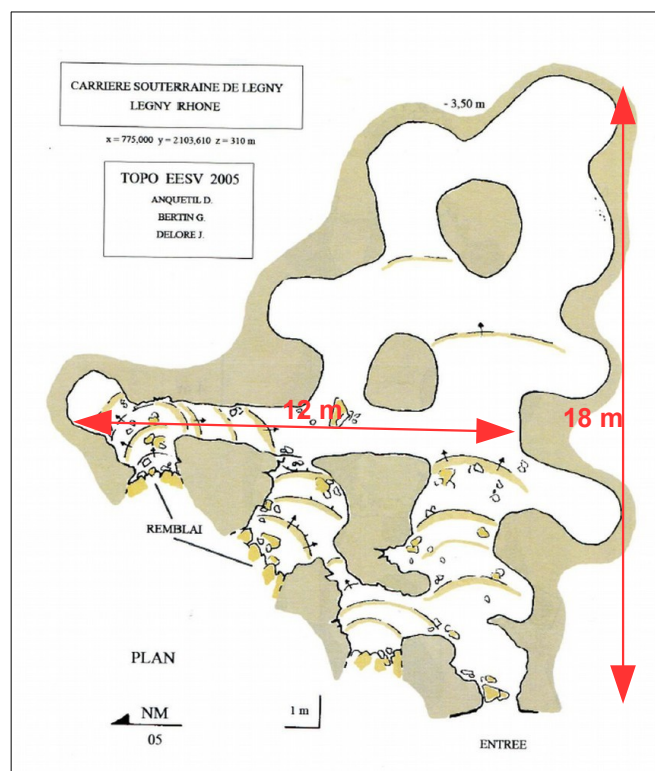 CARRIERE SOUTERRAINE DE LEGNY
LEGNY RHONE
x = 775,000 y = 2103,610 z = 310 m
TOPO EESV 2005
ANQUETIL D.
BERTIN G.
DELORE J.
- 3,50 m
12 m
18 m
REMBLAI
PLAN
NM
05
1 m
ENTREE